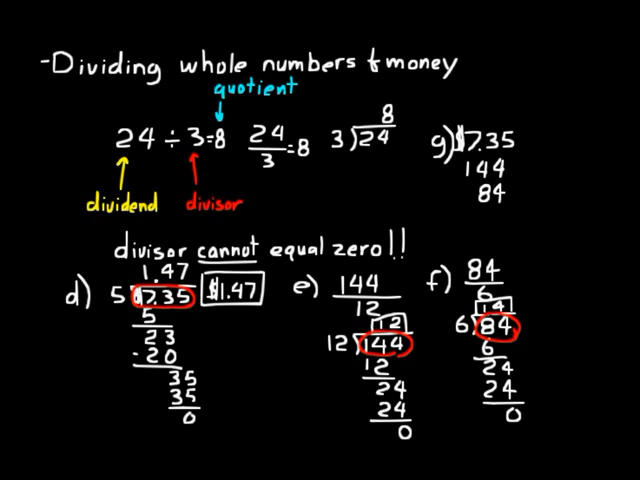 -Dividing whole numbers & money
quotient
24 ÷ 3 = 8
24/3 = 8
8
3)24
g) $7.35
144
84
dividend
divisor
divisor cannot equal zero!!
d) 1.47
5)$7.35
$1.47
5
23
-20
35
35
0
e) 144/12
12
12)144
12
24
24
0
f) 84/6
14
6)84
6
24
24
0